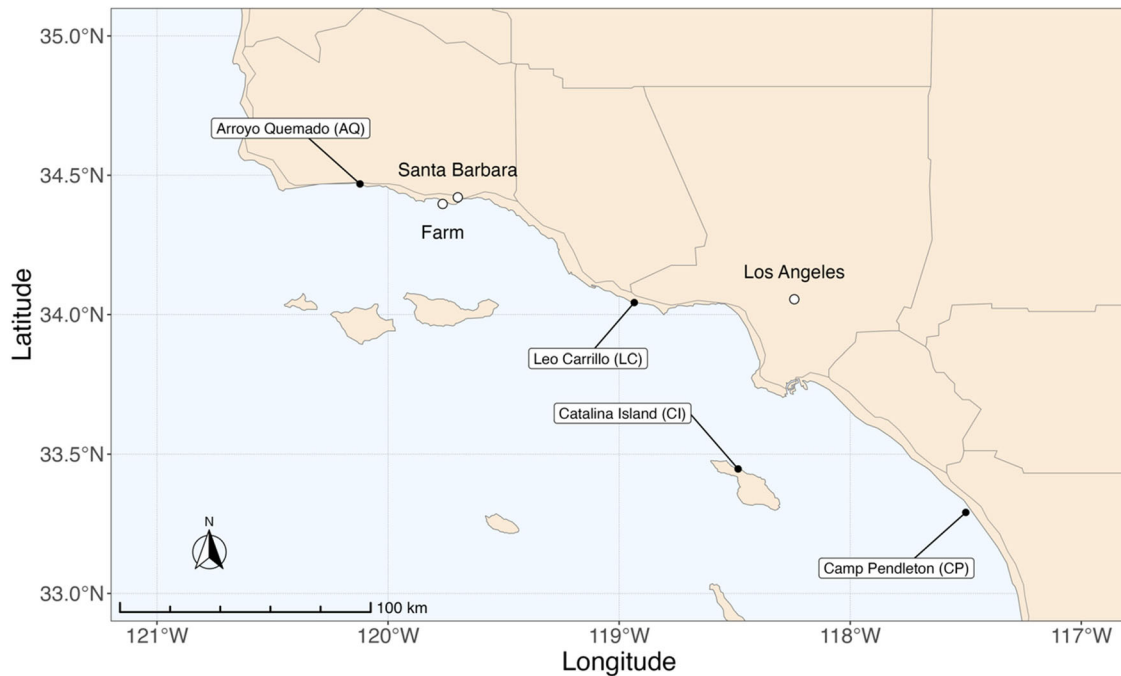 35.0°N
Arroyo Quemado (AQ)
34.5°N
Santa Barbara
Farm
Los Angeles
Latitude
34.0°N
Leo Carrillo (LC)
Catalina Island (CI)
33.5°N
N
Camp Pendleton (CP)
33.0°N
100 km
121°W
120°W
119°W
118°W
117°W
Longitude